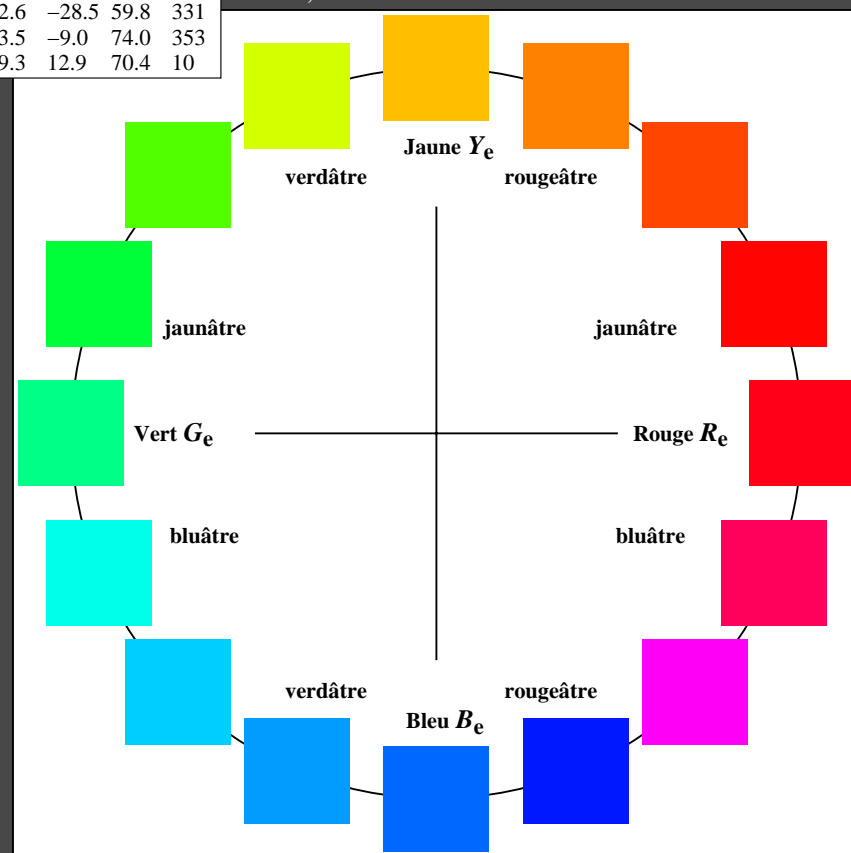 2.6 –28.5 59.8 331
3.5 –9.0 74.0 353
9.3 12.9 70.4 10
Jaune Ye
verdâtre rougeâtre
jaunâtre jaunâtre
Vert Ge Rouge Re
bluâtre bluâtre
verdâtre rougeâtre
Bleu Be